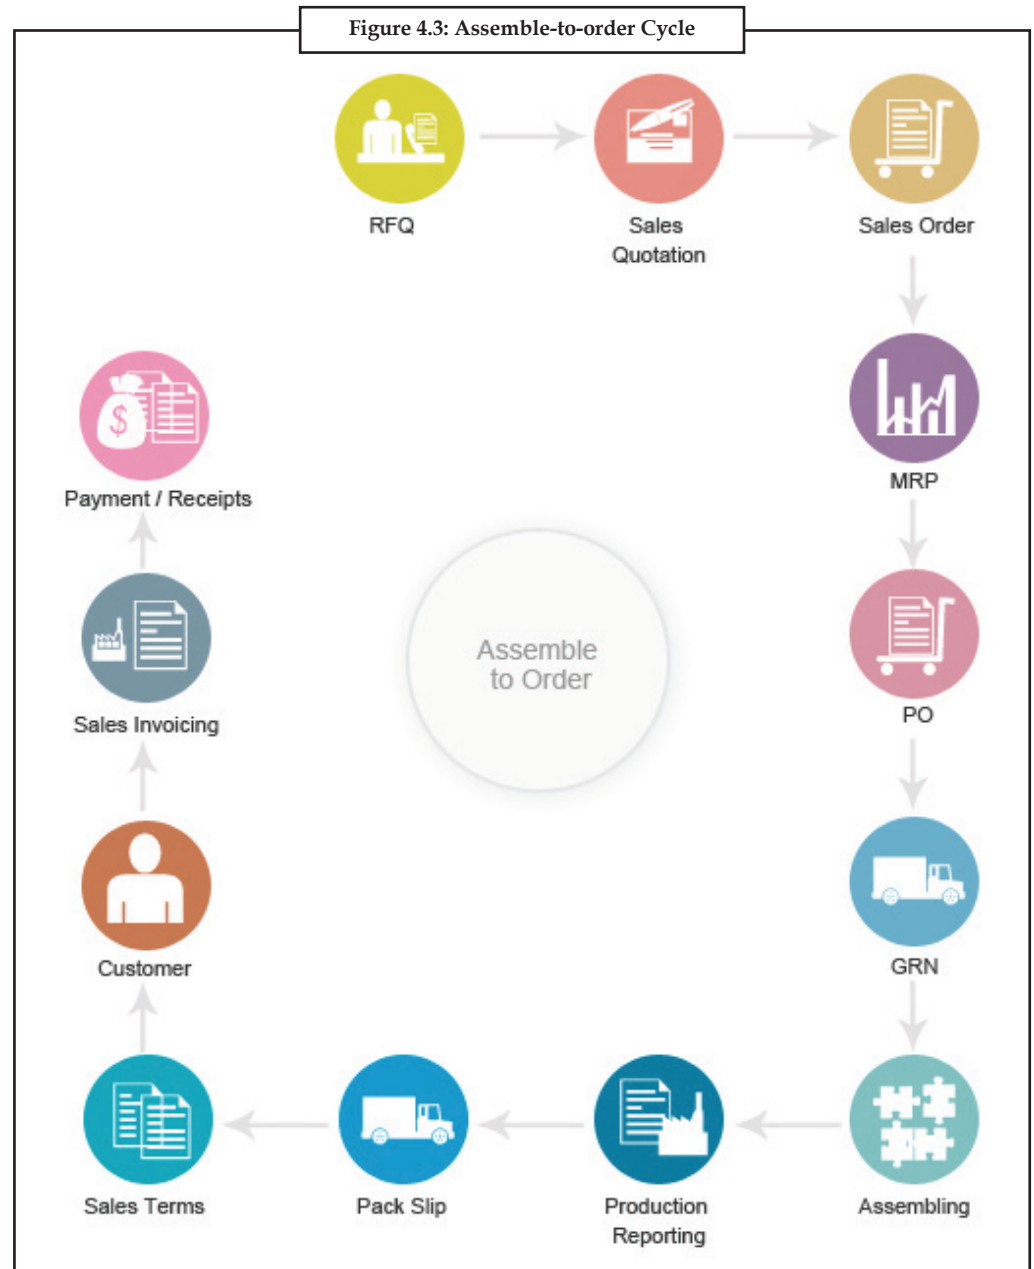 Figure 4.3: Assemble-to-order Cycle
RFQ
Sales
Quotation
Sales Order
MRP
PO
GRN
Assembling
Production
Reporting
Pack Slip
Sales Terms
Customer
Sales Invoicing
Payment / Receipts
$
Assemble
to Order